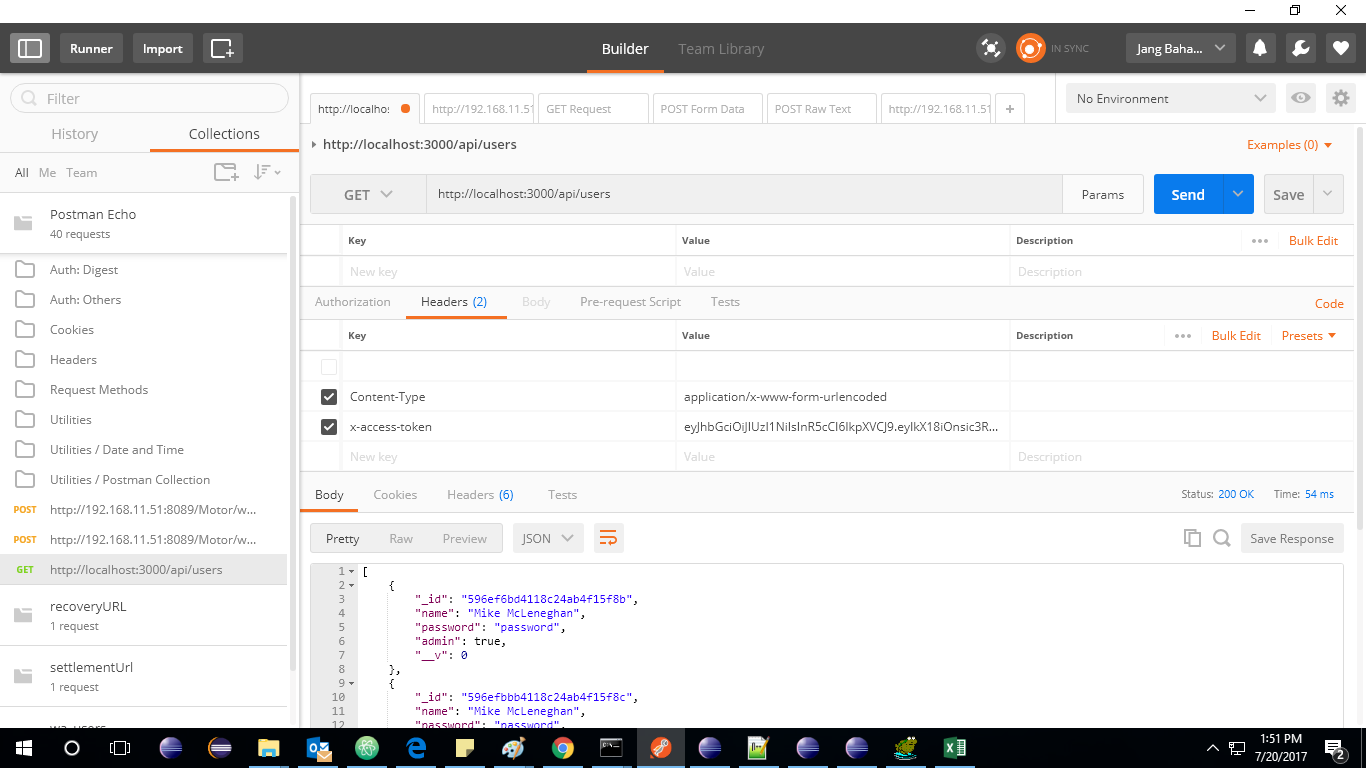 Runner
Import
Builder
Team Library
IN SYNC
Jang Baha...
Filter
History
Collections
All Me Team
Postman Echo
40 requests
Auth: Digest
Auth: Others
Cookies
Headers
Request Methods
Utilities
Utilities / Date and Time
Utilities / Postman Collection
POST http://192.168.11.51:8089/Motor/w...
POST http://192.168.11.51:8089/Motor/w...
GET http://localhost:3000/api/users
recoveryURL
1 request
settlementUrl
1 request
http://localhos
http://192.168.11.51
GET Request
POST Form Data
POST Raw Text
http://192.168.11.51
+
No Environment
http://localhost:3000/api/users
Examples (0)
GET
http://localhost:3000/api/users
Params
Send
Save
Key Value Description ••• Bulk Edit
New key Value Description
Authorization Headers (2) Body Pre-request Script Tests Code
Key Value Description ••• Bulk Edit Presets
Content-Type application/x-www-form-urlencoded
x-access-token eyJhbGciOiJIUzI1NiIsInR5cCI6IkpXVCJ9.eyIkX18iOnsic3R...
New key Value Description
Body Cookies Headers (6) Tests Status: 200 OK Time: 54 ms
Pretty Raw Preview JSON Save Response
1 [
2 {
3 "_id": "596ef6bd4118c24ab4f15f8b",
4 "name": "Mike McLeneghan",
5 "password": "password",
6 "admin": true,
7 "__v": 0
8 },
9 {
10 "_id": "596efbbb4118c24ab4f15f8c",
11 "name": "Mike McLeneghan",
12 "password": "password",
1:51 PM
7/20/2017
2